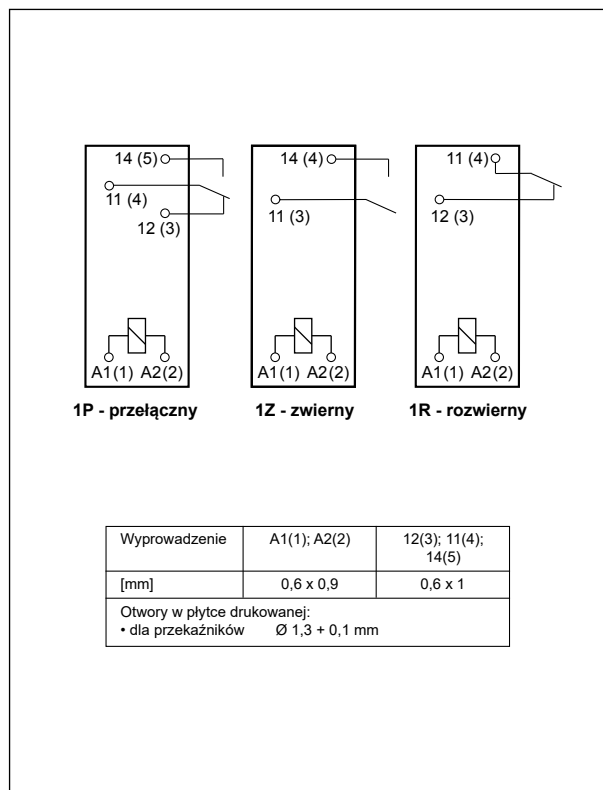 14 (5)
11 (4)
12 (3)
A1(1) A2(2)
1P - przełączny
14 (4)
11 (3)
A1(1) A2(2)
1Z - zwierny
11 (4)
12 (3)
A1(1) A2(2)
1R - rozwierny
Wyprowadzenie A1(1); A2(2) 12(3); 11(4);
14(5)
[mm] 0,6 x 0,9 0,6 x 1
Otwory w płytce drukowanej:
• dla przekaźników Ø 1,3 + 0,1 mm